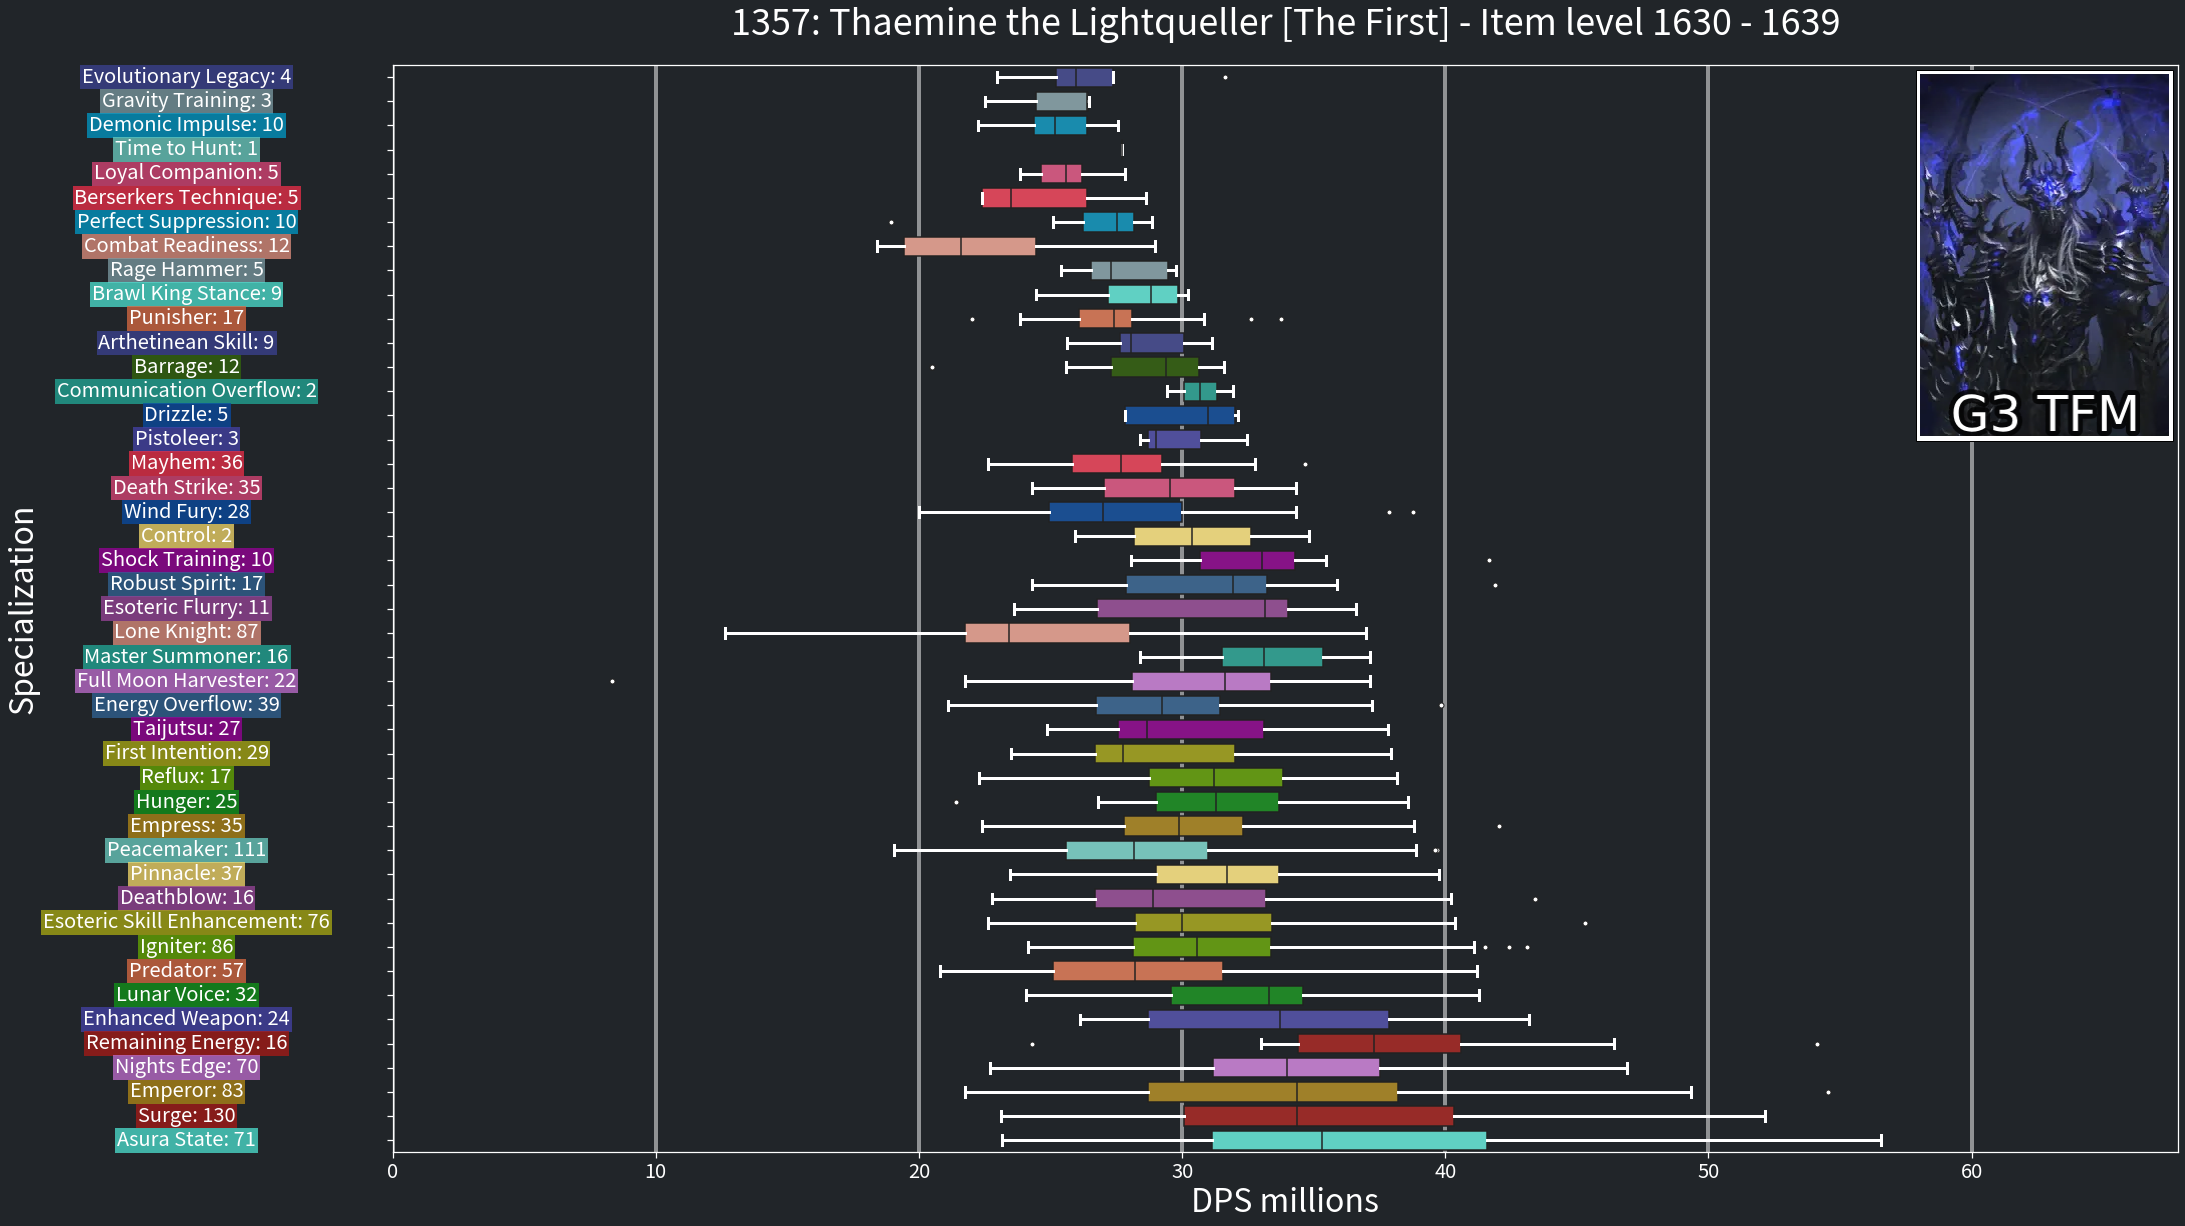 1357: Thaemine the Lightqueller [The First] - Item level 1630 - 1639
Evolutionary Legacy: 4
Gravity Training: 3
Demonic Impulse: 10
Time to Hunt: 1
Loyal Companion: 5
Berserkers Technique: 5
Perfect Suppression: 10
Combat Readiness: 12
Rage Hammer: 5
Brawl King Stance: 9
Punisher: 17
Arthetinean Skill: 9
Barrage: 12
Communication Overflow: 2
Drizzle: 5
Pistoleer: 3
Mayhem: 36
Death Strike: 35
Wind Fury: 28
Control: 2
Shock Training: 10
Robust Spirit: 17
Esoteric Flurry: 11
Lone Knight: 87
Master Summoner: 16
Full Moon Harvester: 22
Energy Overflow: 39
Taijutsu: 27
First Intention: 29
Reflux: 17
Hunger: 25
Empress: 35
Peacemaker: 111
Pinnacle: 37
Deathblow: 16
Esoteric Skill Enhancement: 76
Igniter: 86
Predator: 57
Lunar Voice: 32
Enhanced Weapon: 24
Remaining Energy: 16
Nights Edge: 70
Emperor: 83
Surge: 130
Asura State: 71
Specialization
G3 TFM
0 10 20 30 40 50 60
DPS millions